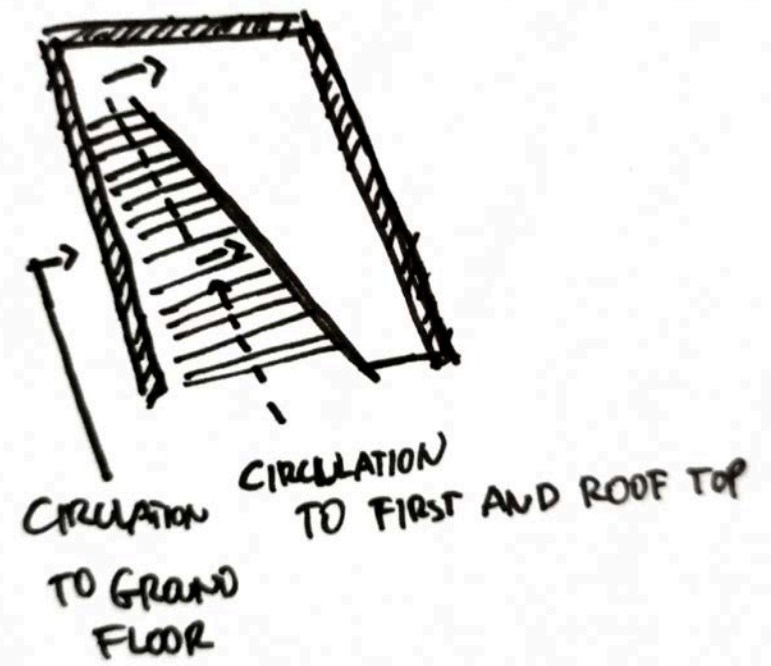 CIRCULATION
TO FIRST AND ROOF TOP
CIRCULATION
TO GROUND
FLOOR